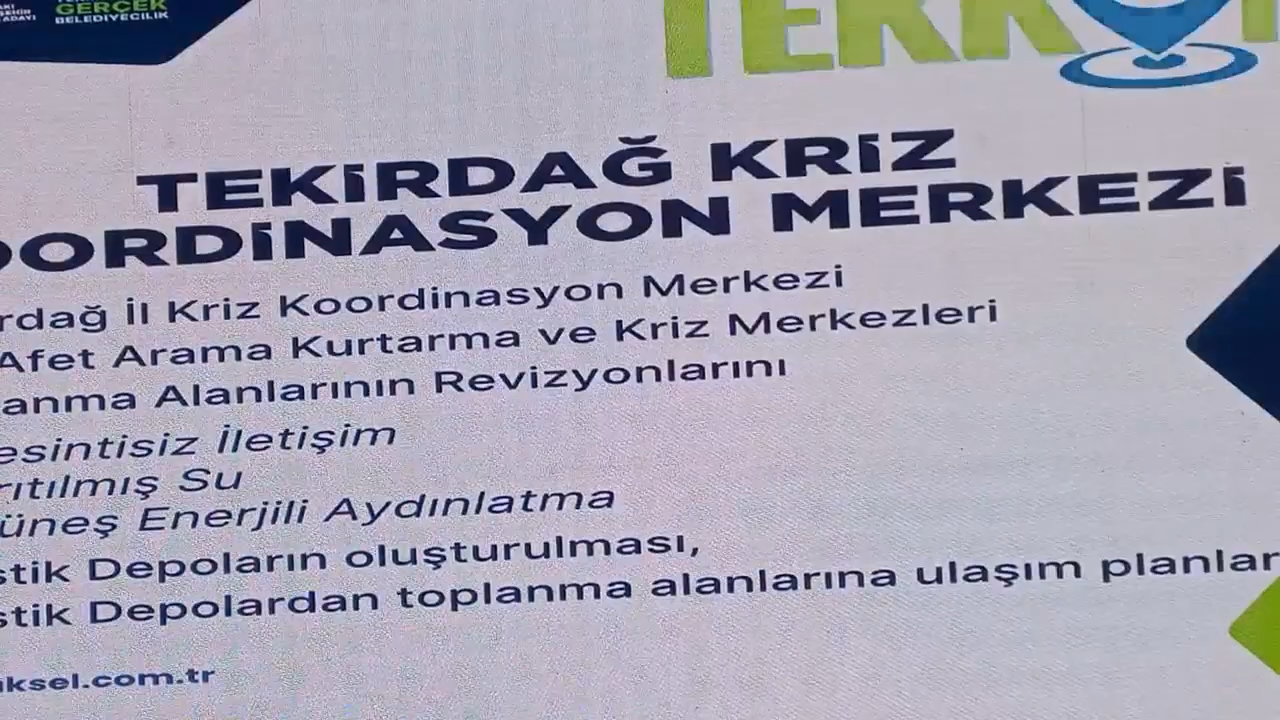 GERÇEK
BELEDİYECİLİK
TEKİRDAĞ KRİZ
OORDİNASYON MERKEZİ
rdağ İl Kriz Koordinasyon Merkezi
Afet Arama Kurtarma ve Kriz Merkezleri
anma Alanlarının Revizyonlarını
esintisiz İletişim
rıtılmış Su
üneş Enerjili Aydınlatma
stik Depoların oluşturulması,
stik Depolardan toplanma alanlarına ulaşım planlar
ıksel.com.tr